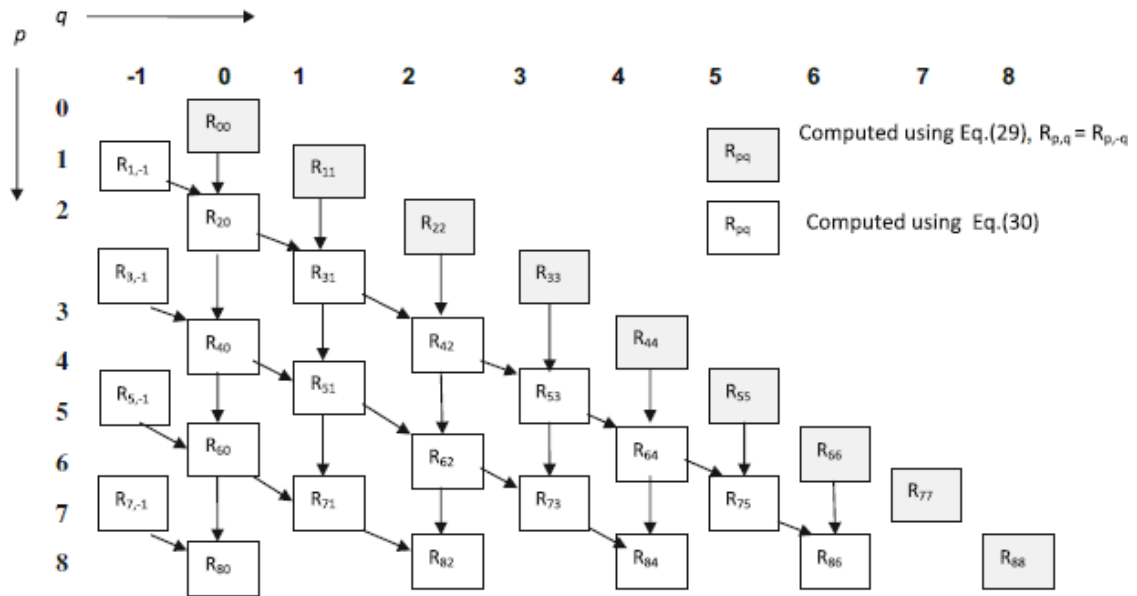 q
p
-1 0 1 2 3 4 5 6 7 8
0
R00
Computed using Eq.(29), Rp,q = Rp,-q
Rpq
1
R1,-1
R11
2
R20
R22
Rpq
Computed using Eq.(30)
R3,-1
R31
R33
3
R40
R42
R44
4
R51
R53
R55
R5,-1
5
R60
R62
R64
R66
6
R7,-1
R71
R73
R75
R77
7
8
R80
R82
R84
R86
R88